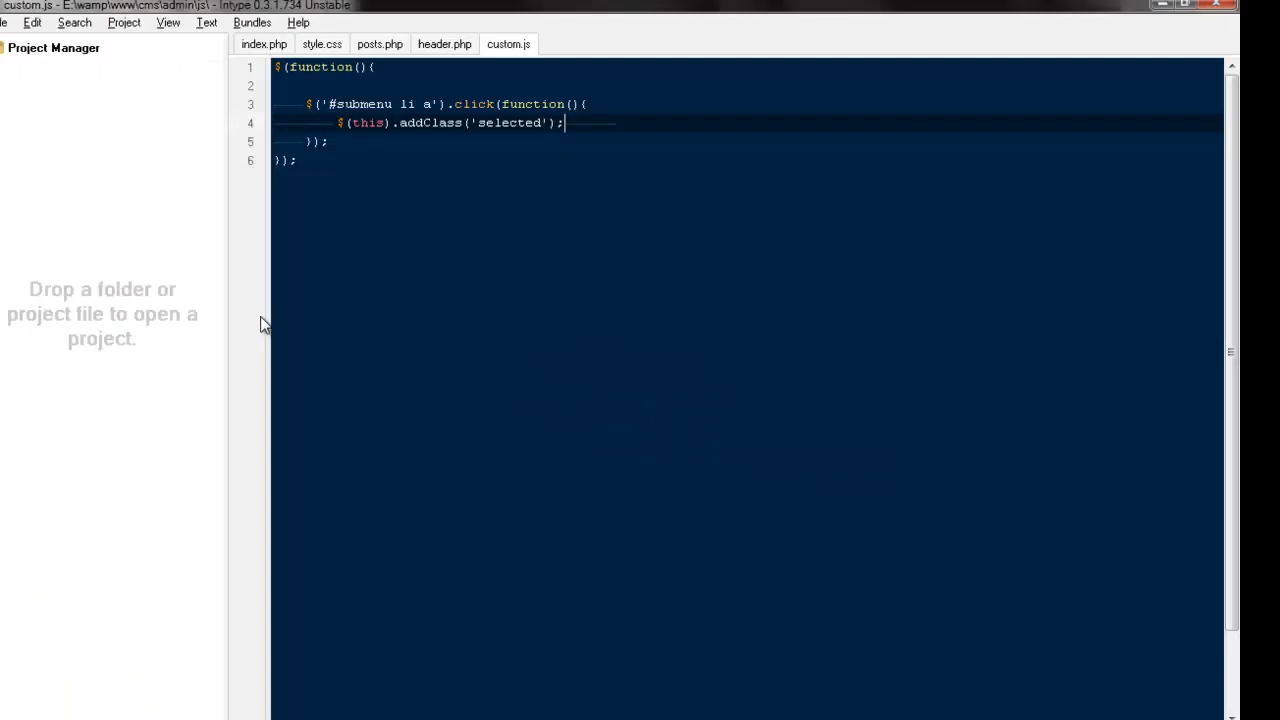 custom.js - E:\wamp\www\cms\admin\js\ - Intype 0.3.1.734 Unstable
le Edit Search Project View Text Bundles Help
Project Manager
index.php style.css posts.php header.php custom.js
1 $(function(){
2
3 $('#submenu li a').click(function(){
4 $(this).addClass('selected');
5 });
6 });
Drop a folder or
project file to open a
project.